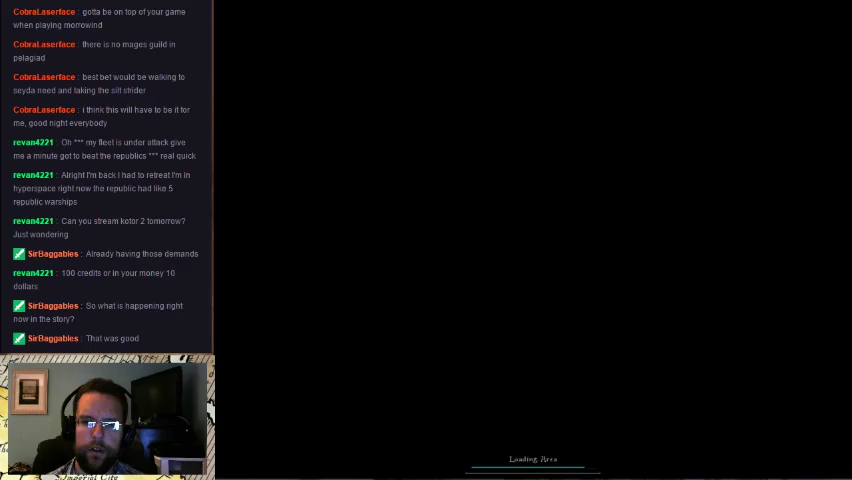 CobraLaserface : gotta be on top of your game
when playing morrowind
CobraLaserface : there is no mages guild in
pelagiad
CobraLaserface : best bet would be walking to
seyda need and taking the silt strider
CobraLaserface : i think this will have to be it for
me, good night everybody
revan4221 : Oh *** my fleet is under attack give
me a minute got to beat the republics *** real quick
revan4221 : Alright I'm back I had to retreat I'm in
hyperspace right now the republic had like 5
republic warships
revan4221 : Can you stream kotor 2 tomorrow?
Just wondering
SirBaggables : Already having those demands
revan4221 : 100 credits or in your money 10
dollars
SirBaggables : So what is happening right
now in the story?
SirBaggables : That was good
Loading Area
Imperial City